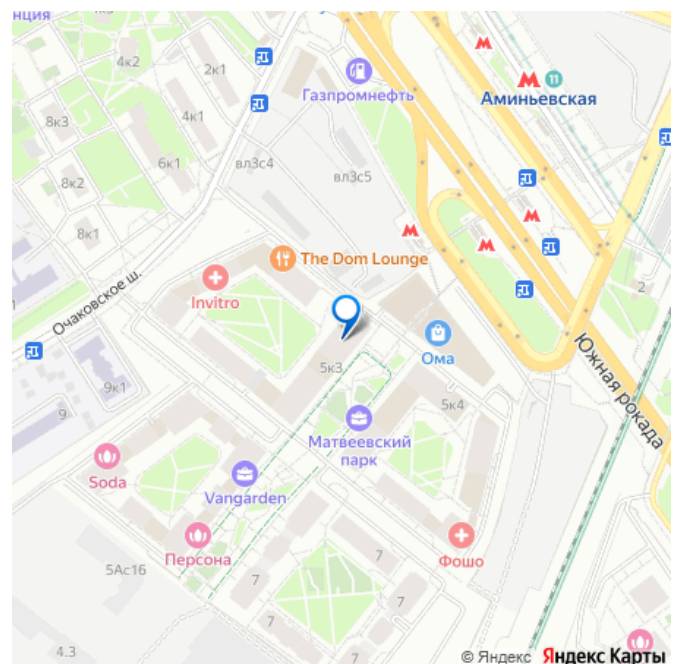 нция
4к2
2к1
Газпромнефть
М 11
Аминьевская
8к3
4к1
6к1
вл3с4
вл3с5
8к2
8к1
The Dom Lounge
Invitro
Очаковское ш.
2
Ома
5к3
9к1
9
5к4
Южная рокада
Матвеевский
парк
Soda
Vangarden
Персона
Фошо
5Ас16
7
7
7
7
4.3
© Яндекс Яндекс Карты